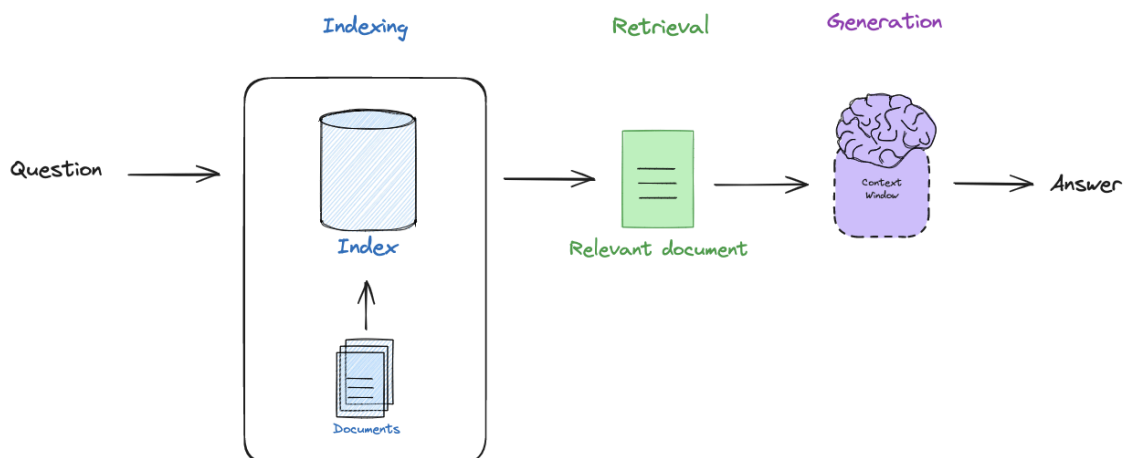 Indexing
Retrieval
Generation
Question
Index
Documents
Relevant document
Context
Window
Answer